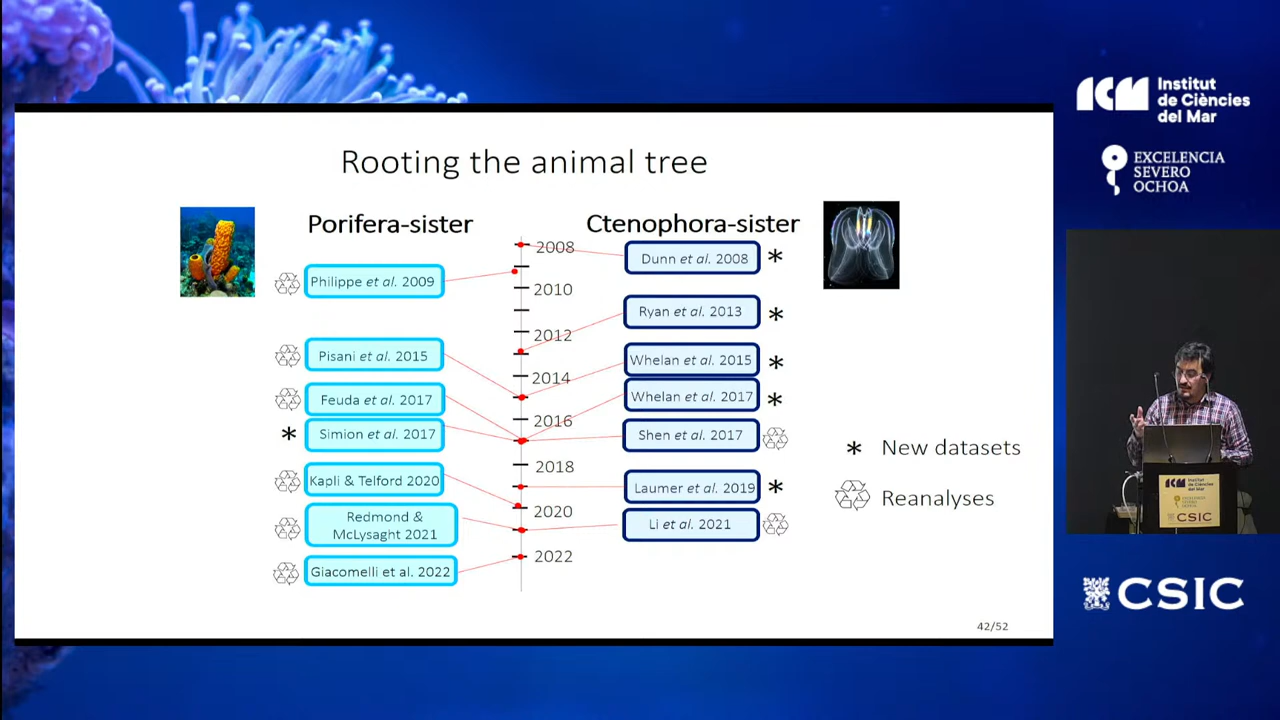 Rooting the animal tree
Porifera-sister
Ctenophora-sister
2008
2010
2012
2014
2016
2018
2020
2022
Philippe et al. 2009
Pisani et al. 2015
Feuda et al. 2017
* Simion et al. 2017
Kapli & Telford 2020
Redmond &
McLysaght 2021
Giacomelli et al. 2022
Dunn et al. 2008 *
Ryan et al. 2013 *
Whelan et al. 2015 *
Whelan et al. 2017 *
Shen et al. 2017
Laumer et al. 2019 *
Li et al. 2021
* New datasets
Reanalyses
42/52
ICM
Institut
de Ciències
del Mar
EXCELENCIA
SEVERO
OCHOA
ICM
CSIC
CSIC